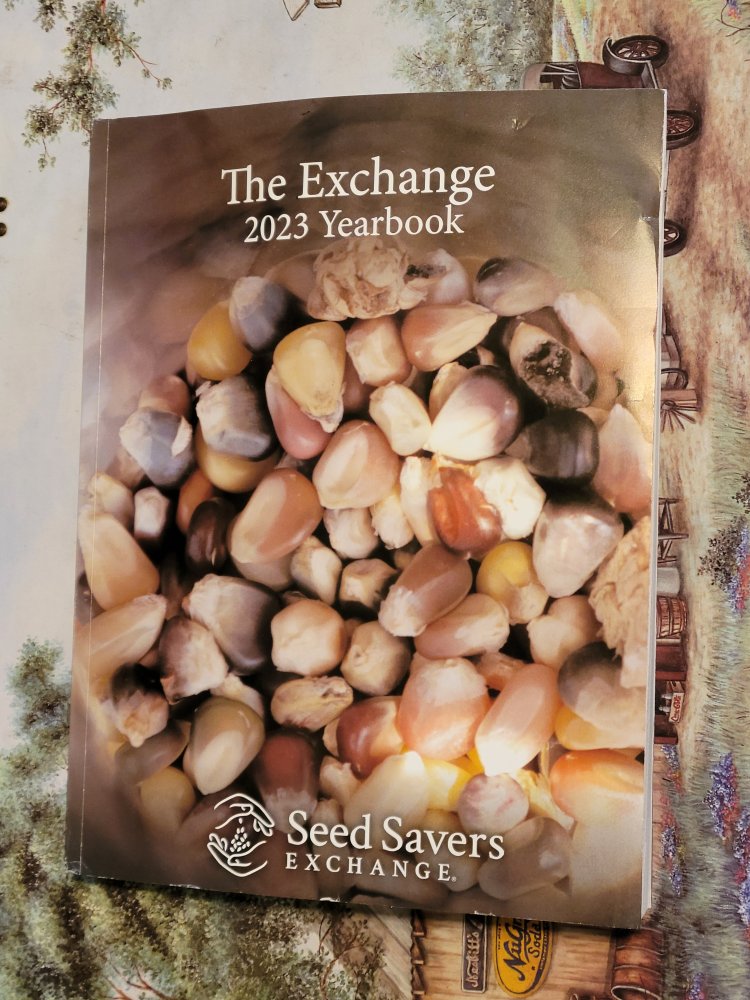 The Exchange
2023 Yearbook
Seed Savers
EXCHANGE®